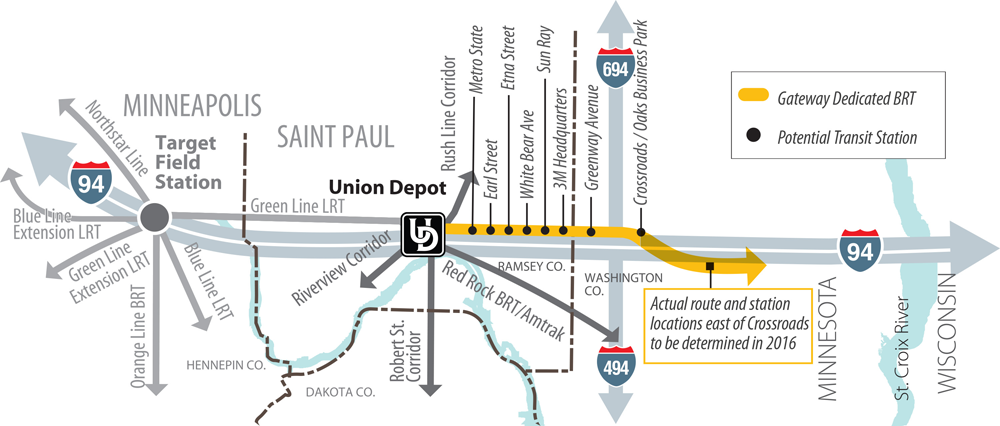 MINNEAPOLIS
SAINT PAUL
Northstar Line
Target
Field
Station
94
Blue Line
Extension LRT
Green Line
Extension LRT
Orange Line BRT
Blue Line LRT
Green Line LRT
Union Depot
UD
Riverview Corridor
Rush Line Corridor
Red Rock BRT/Amtrak
Robert St.
Corridor
Metro State
Earl Street
Etna Street
White Bear Ave
Sun Ray
3M Headquarters
Greenway Avenue
Crossroads / Oaks Business Park
694
494
94
HENNEPIN CO.
DAKOTA CO.
RAMSEY CO.
WASHINGTON
CO.
Gateway Dedicated BRT
Potential Transit Station
Actual route and station
locations east of Crossroads
to be determined in 2016
MINNESOTA
St. Croix River
WISCONSIN